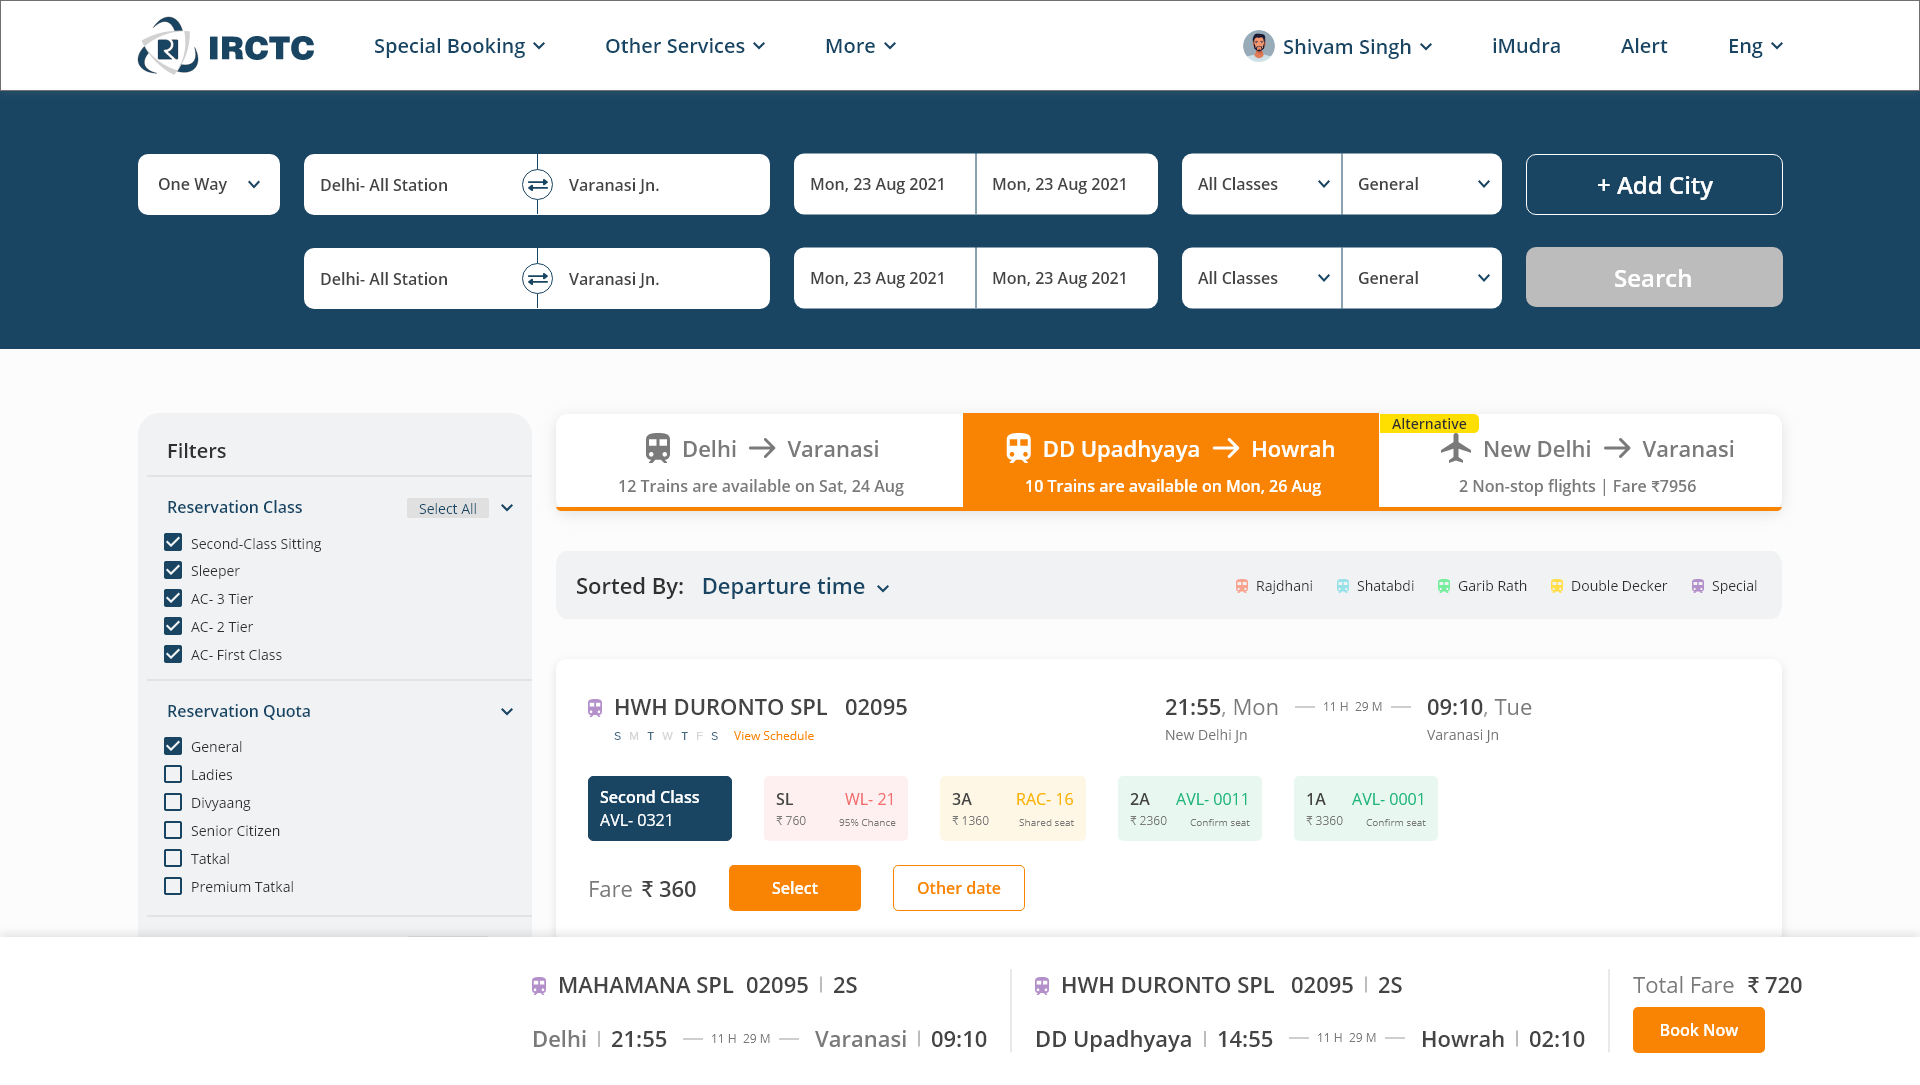 IRCTC
Special Booking
Other Services
More
Shivam Singh
iMudra
Alert
Eng
One Way
Delhi- All Station
Varanasi Jn.
Mon, 23 Aug 2021
Mon, 23 Aug 2021
All Classes
General
+ Add City
Delhi- All Station
Varanasi Jn.
Mon, 23 Aug 2021
Mon, 23 Aug 2021
All Classes
General
Search
Filters
Reservation Class
Select All
Second-Class Sitting
Sleeper
AC- 3 Tier
AC- 2 Tier
AC- First Class
Reservation Quota
General
Ladies
Divyaang
Senior Citizen
Tatkal
Premium Tatkal
Delhi → Varanasi
12 Trains are available on Sat, 24 Aug
DD Upadhyaya → Howrah
10 Trains are available on Mon, 26 Aug
Alternative
New Delhi → Varanasi
2 Non-stop flights | Fare ₹7956
Sorted By: Departure time
Rajdhani
Shatabdi
Garib Rath
Double Decker
Special
HWH DURONTO SPL 02095
S M T W T F S View Schedule
21:55, Mon
11 H 29 M
09:10, Tue
New Delhi Jn
Varanasi Jn
Second Class
AVL- 0321
SL WL- 21
₹ 760 95% Chance
3A RAC- 16
₹ 1360 Shared seat
2A AVL- 0011
₹ 2360 Confirm seat
1A AVL- 0001
₹ 3360 Confirm seat
Fare ₹ 360
Select
Other date
MAHAMANA SPL 02095 | 2S
Delhi | 21:55 11 H 29 M Varanasi | 09:10
HWH DURONTO SPL 02095 | 2S
DD Upadhyaya | 14:55 11 H 29 M Howrah | 02:10
Total Fare ₹ 720
Book Now